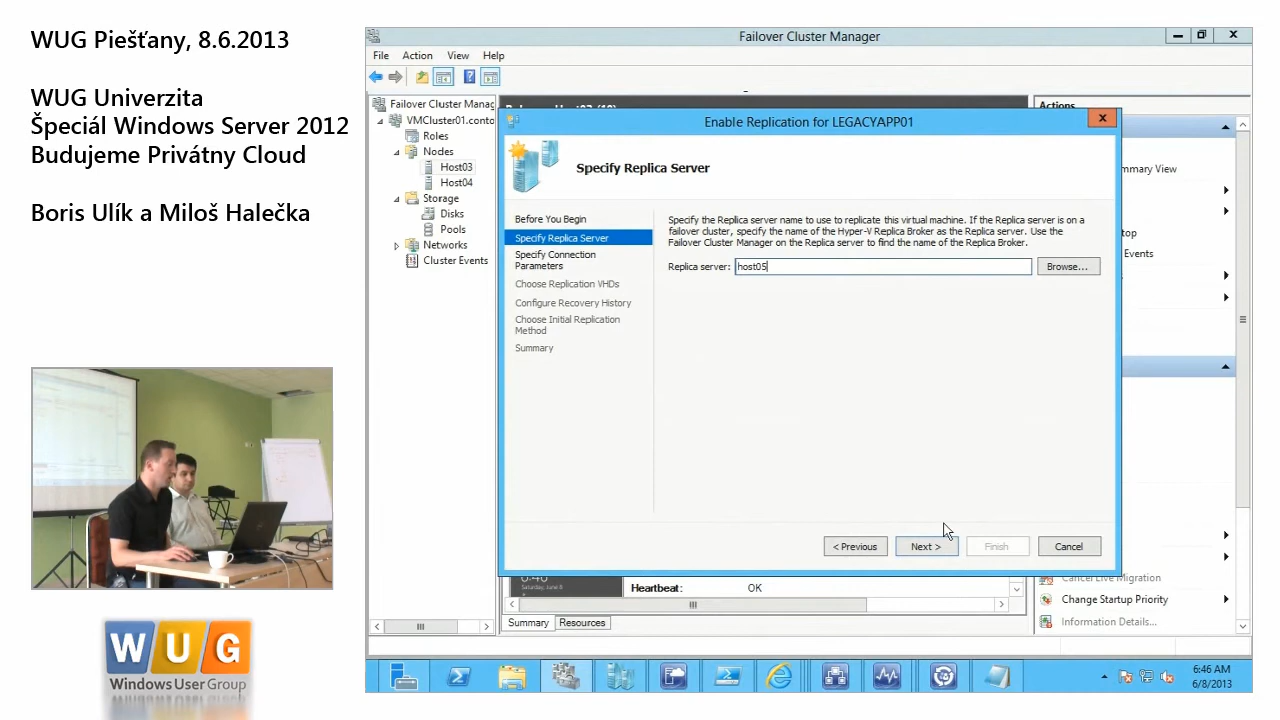 WUG Piešťany, 8.6.2013
WUG Univerzita
Špeciál Windows Server 2012
Budujeme Privátny Cloud
Boris Ulík a Miloš Halečka
WUG
Windows User Group
Failover Cluster Manager
File Action View Help
Failover Cluster Manag
VMCluster01.conto
Roles
Nodes
Host03
Host04
Storage
Disks
Pools
Networks
Cluster Events
Actions
mmary View
top
Events
Cancel Live Migration
Change Startup Priority
Information Details...
Enable Replication for LEGACYAPP01
Specify Replica Server
Before You Begin
Specify Replica Server
Specify Connection
Parameters
Choose Replication VHDs
Configure Recovery History
Choose Initial Replication
Method
Summary
Specify the Replica server name to use to replicate this virtual machine. If the Replica server is on a
failover cluster, specify the name of the Hyper-V Replica Broker as the Replica server. Use the
Failover Cluster Manager on the Replica server to find the name of the Replica Broker.
Replica server: host05 Browse...
< Previous Next > Finish Cancel
Saturday, June 8
Heartbeat: OK
Summary Resources
6:46 AM
6/8/2013